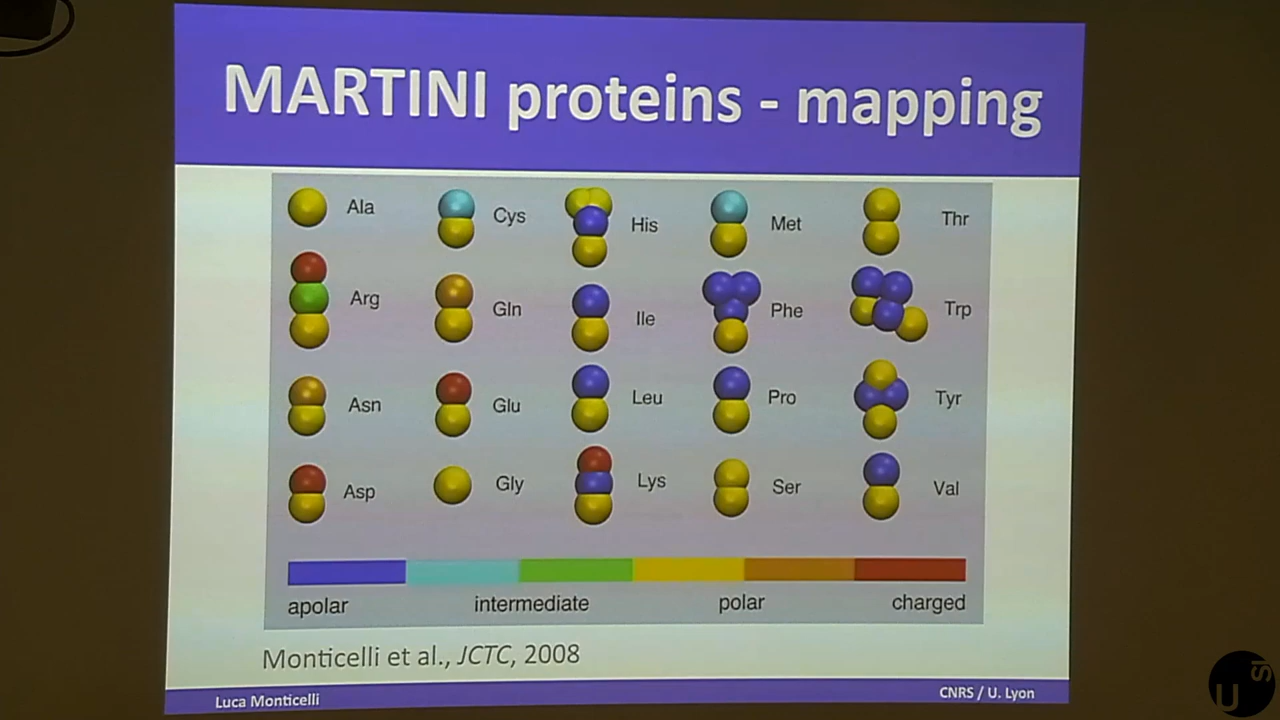 MARTINI proteins - mapping
Ala
Cys
His
Met
Thr
Arg
Gln
Ile
Phe
Trp
Asn
Glu
Leu
Pro
Tyr
Asp
Gly
Lys
Ser
Val
apolar intermediate polar charged
Monticelli et al., JCTC, 2008
Luca Monticelli
CNRS / U. Lyon
U
SI